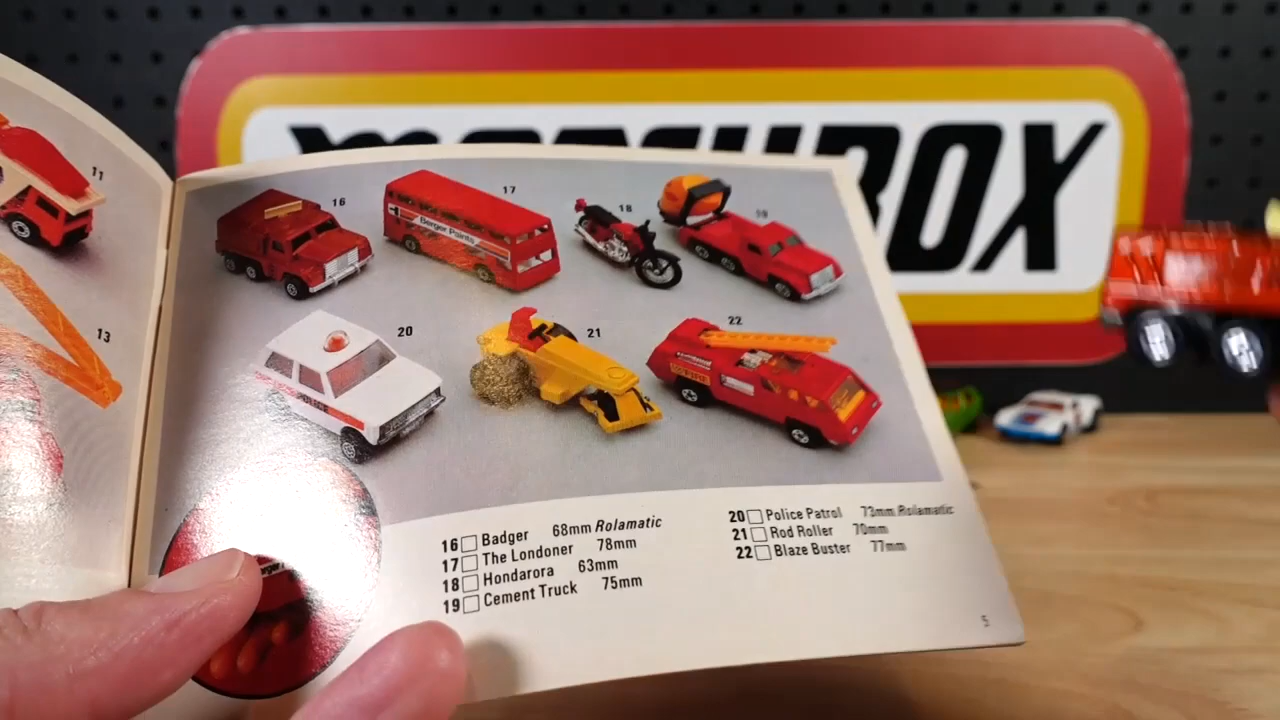 MATCHBOX
11
13
16
17
18
19
20
21
22
Berger Paints
POLICE
16 Badger 68mm Rolamatic
17 The Londoner 78mm
18 Hondarora 63mm
19 Cement Truck 75mm
20 Police Patrol 73mm Rolamatic
21 Rod Roller 70mm
22 Blaze Buster 77mm
5